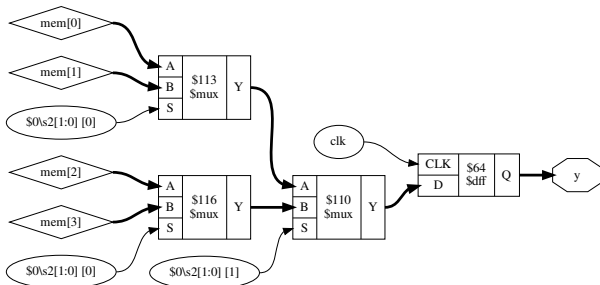 mem[0]
mem[1]
$0\s2[1:0] [0]
A
B
S
$113
$mux
Y
mem[2]
mem[3]
$0\s2[1:0] [0]
A
B
S
$116
$mux
Y
$0\s2[1:0] [1]
A
B
S
$110
$mux
Y
clk
CLK
D
$64
$dff
Q
y